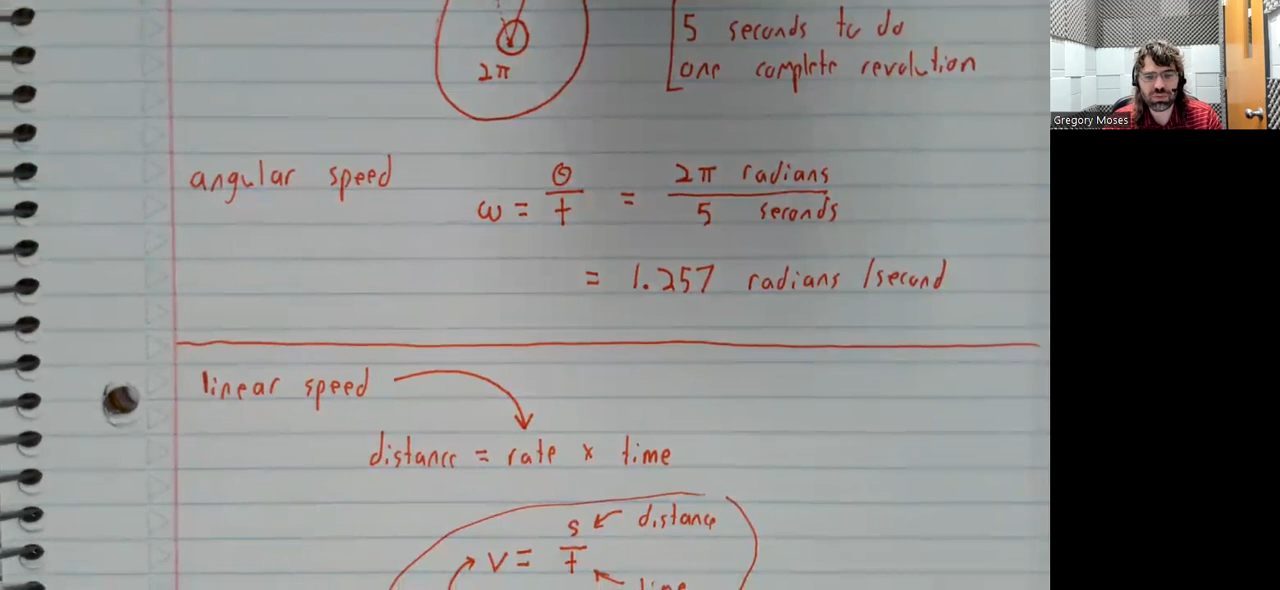 5 seconds to do
one complete revolution
2π
angular speed
ω = θ/t = 2π radians / 5 seconds
= 1.257 radians /second
linear speed
distance = rate × time
v = s/t
distance
time
Gregory Moses